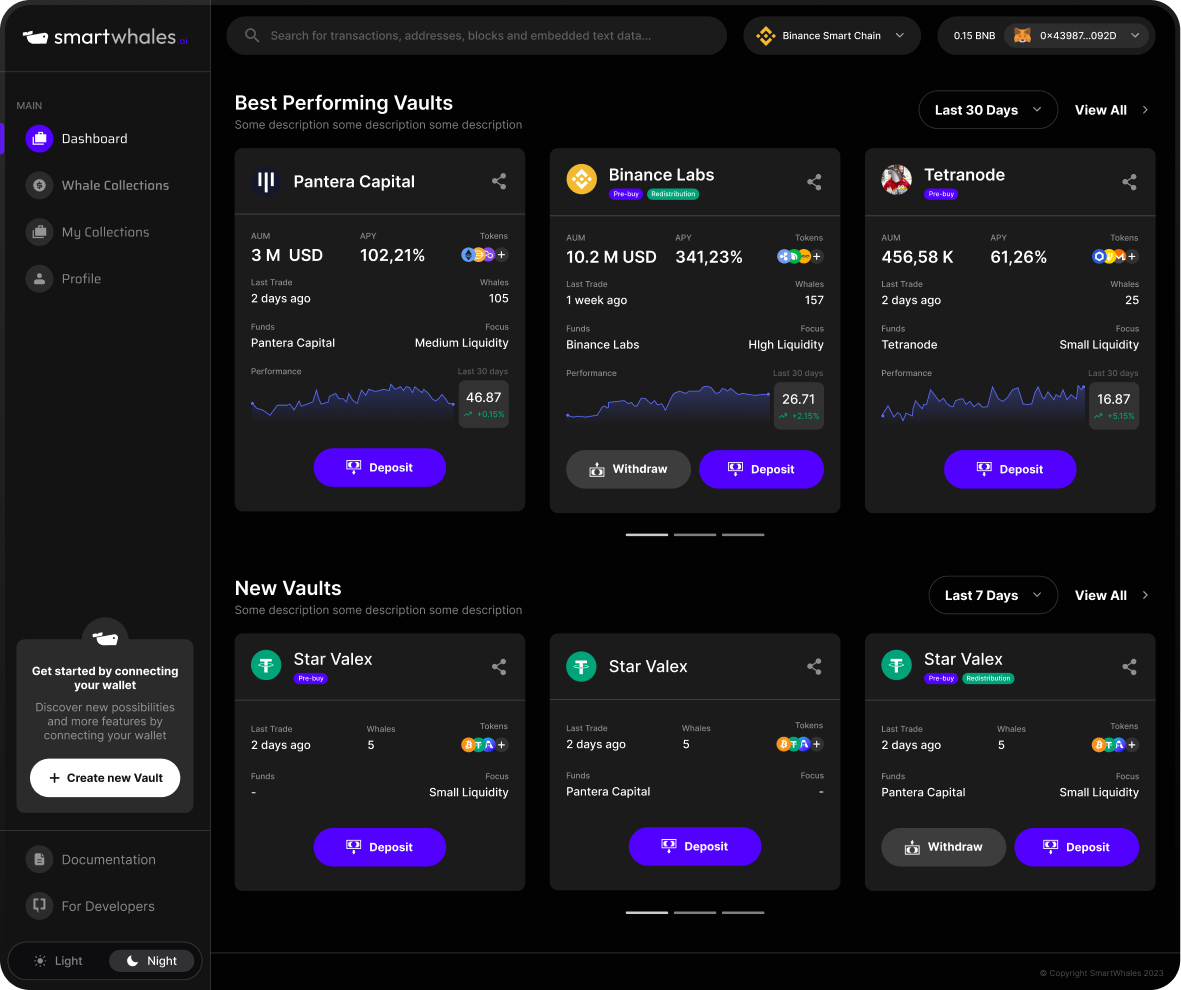 smartwhales.ai
Search for transactions, addresses, blocks and embedded text data...
Binance Smart Chain
0.15 BNB
0x43987...092D
MAIN
Dashboard
Whale Collections
My Collections
Profile
Get started by connecting
your wallet
Discover new possibilities
and more features by
connecting your wallet
+ Create new Vault
Documentation
For Developers
Light
Night
Best Performing Vaults
Some description some description some description
Last 30 Days
View All
Pantera Capital
AUM
APY
Tokens
3 M USD
102,21%
+
Last Trade
Whales
2 days ago
105
Funds
Focus
Pantera Capital
Medium Liquidity
Performance
Last 30 days
46.87
+0.15%
Deposit
Binance Labs
Pre-buy
Redistribution
AUM
APY
Tokens
10.2 M USD
341,23%
+
Last Trade
Whales
1 week ago
157
Funds
Focus
Binance Labs
HIgh Liquidity
Performance
Last 30 days
26.71
+2.15%
Withdraw
Deposit
Tetranode
Pre-buy
AUM
APY
Tokens
456,58 K
61,26%
+
Last Trade
Whales
2 days ago
25
Funds
Focus
Tetranode
Small Liquidity
Performance
Last 30 days
16.87
+5.15%
Deposit
New Vaults
Some description some description some description
Last 7 Days
View All
Star Valex
Pre-buy
Last Trade
Whales
Tokens
2 days ago
5
+
Funds
Focus
-
Small Liquidity
Deposit
Star Valex
Last Trade
Whales
Tokens
2 days ago
5
+
Funds
Focus
Pantera Capital
-
Deposit
Star Valex
Pre-buy
Redistribution
Last Trade
Whales
Tokens
2 days ago
5
+
Funds
Focus
Pantera Capital
Small Liquidity
Withdraw
Deposit
© Copyright SmartWhales 2023